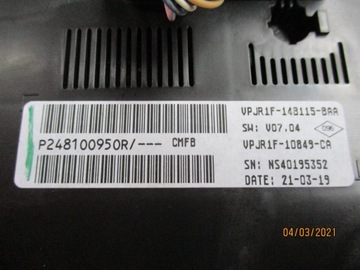 VPJR1F-14B115-BAA
SW: V07.04 096
P248100950R/--- CMFB
VPJR1F-10849-CA
SN: NS40195352
DATE: 21-03-19
04/03/2021